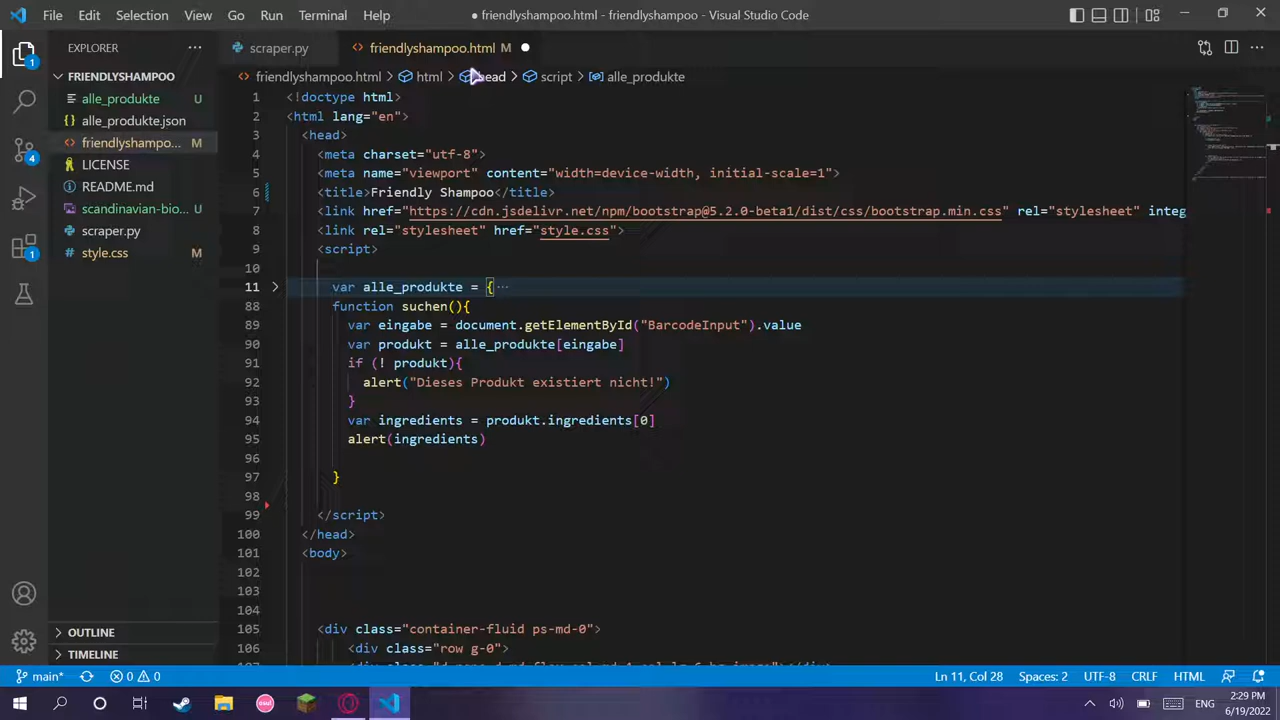 File Edit Selection View Go Run Terminal Help
● friendlyshampoo.html - friendlyshampoo - Visual Studio Code
EXPLORER
FRIENDLYSHAMPOO
alle_produkte U
alle_produkte.json
friendlyshampo... M
LICENSE
README.md
scandinavian-bio... U
scraper.py
style.css M
OUTLINE
TIMELINE
1
4
1
scraper.py
friendlyshampoo.html M
friendlyshampoo.html > html > head > script > alle_produkte
1 <!doctype html>
2 <html lang="en">
3 <head>
4 <meta charset="utf-8">
5 <meta name="viewport" content="width=device-width, initial-scale=1">
6 <title>Friendly Shampoo</title>
7 <link href="https://cdn.jsdelivr.net/npm/bootstrap@5.2.0-beta1/dist/css/bootstrap.min.css" rel="stylesheet" integ
8 <link rel="stylesheet" href="style.css">
9 <script>
10
11 var alle_produkte = {···
88 function suchen(){
89 var eingabe = document.getElementById("BarcodeInput").value
90 var produkt = alle_produkte[eingabe]
91 if (! produkt){
92 alert("Dieses Produkt existiert nicht!")
93 }
94 var ingredients = produkt.ingredients[0]
95 alert(ingredients)
96
97 }
98
99 </script>
100 </head>
101 <body>
102
103
104
105 <div class="container-fluid ps-md-0">
106 <div class="row g-0">
main* 0 0
Ln 11, Col 28 Spaces: 2 UTF-8 CRLF HTML
osu!
ENG
2:29 PM
6/19/2022